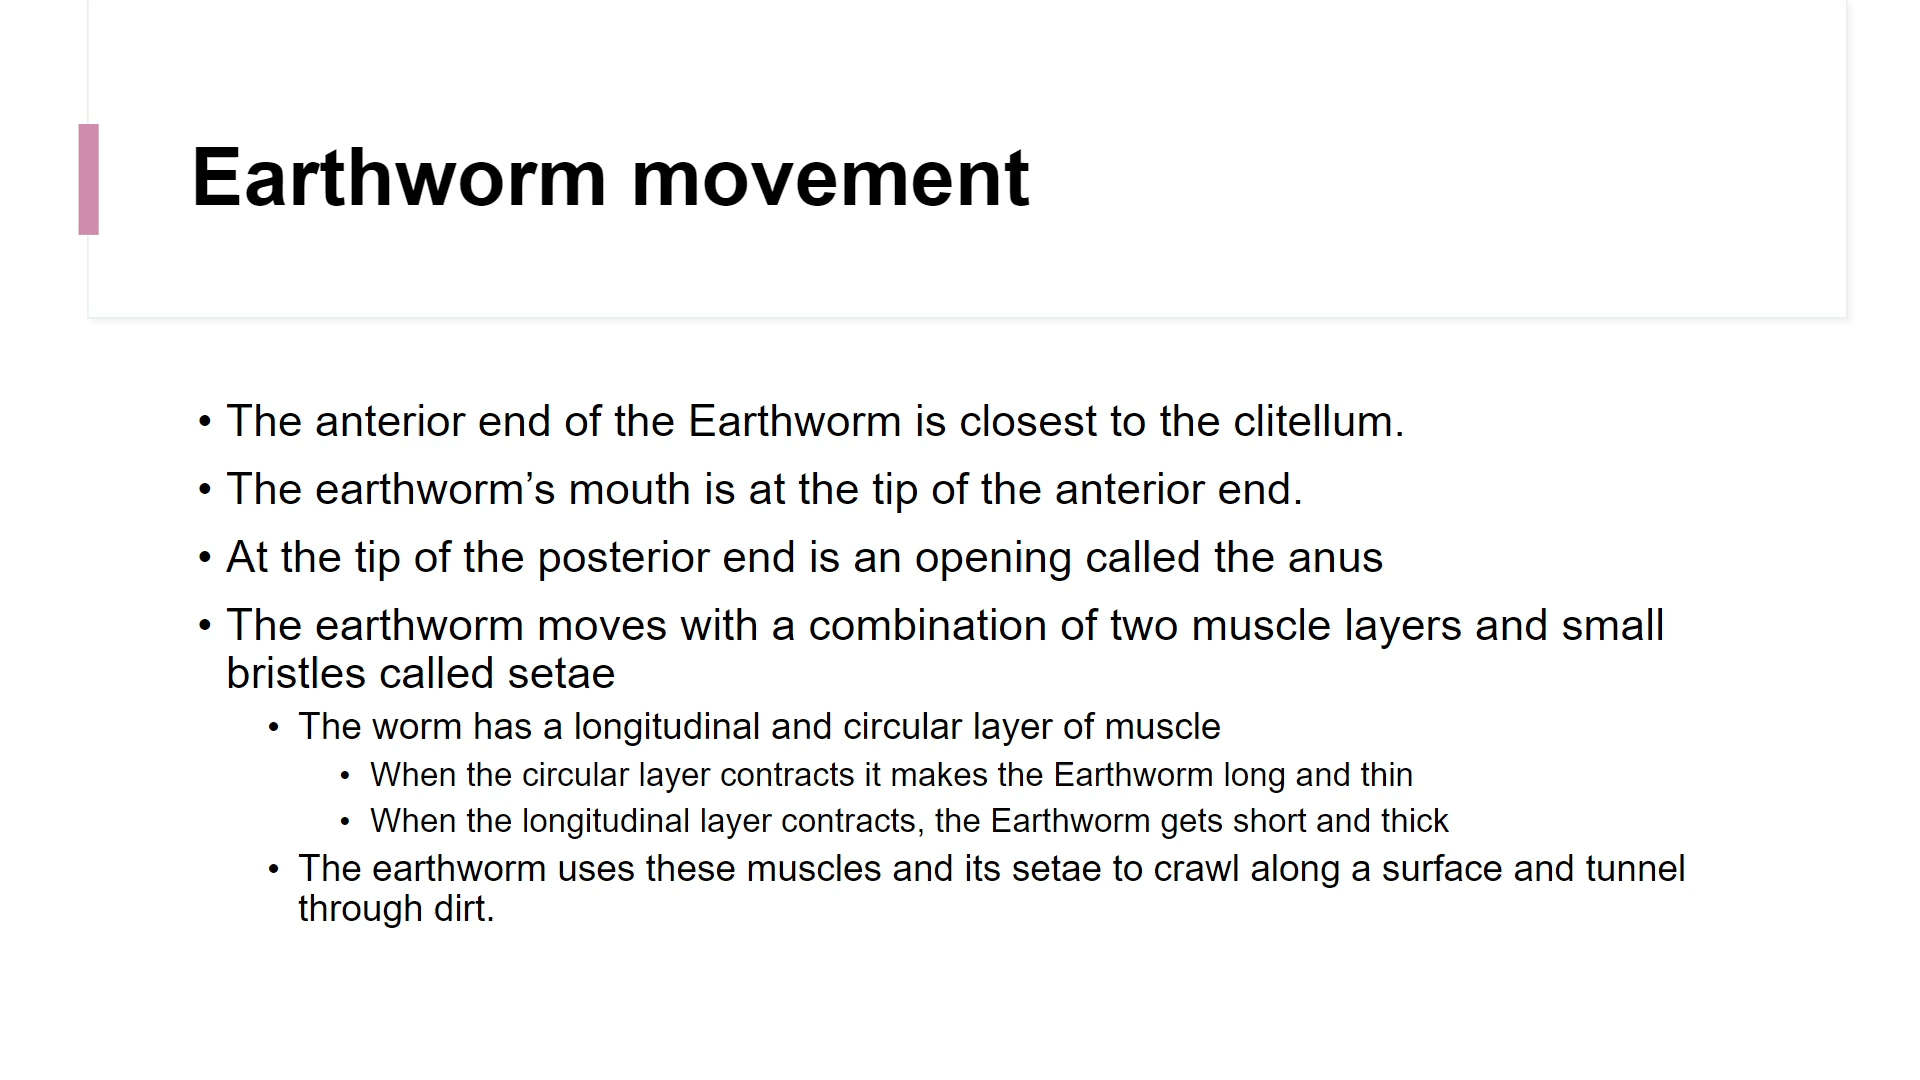 Earthworm movement
• The anterior end of the Earthworm is closest to the clitellum.
• The earthworm’s mouth is at the tip of the anterior end.
• At the tip of the posterior end is an opening called the anus
• The earthworm moves with a combination of two muscle layers and small
bristles called setae
• The worm has a longitudinal and circular layer of muscle
• When the circular layer contracts it makes the Earthworm long and thin
• When the longitudinal layer contracts, the Earthworm gets short and thick
• The earthworm uses these muscles and its setae to crawl along a surface and tunnel
through dirt.